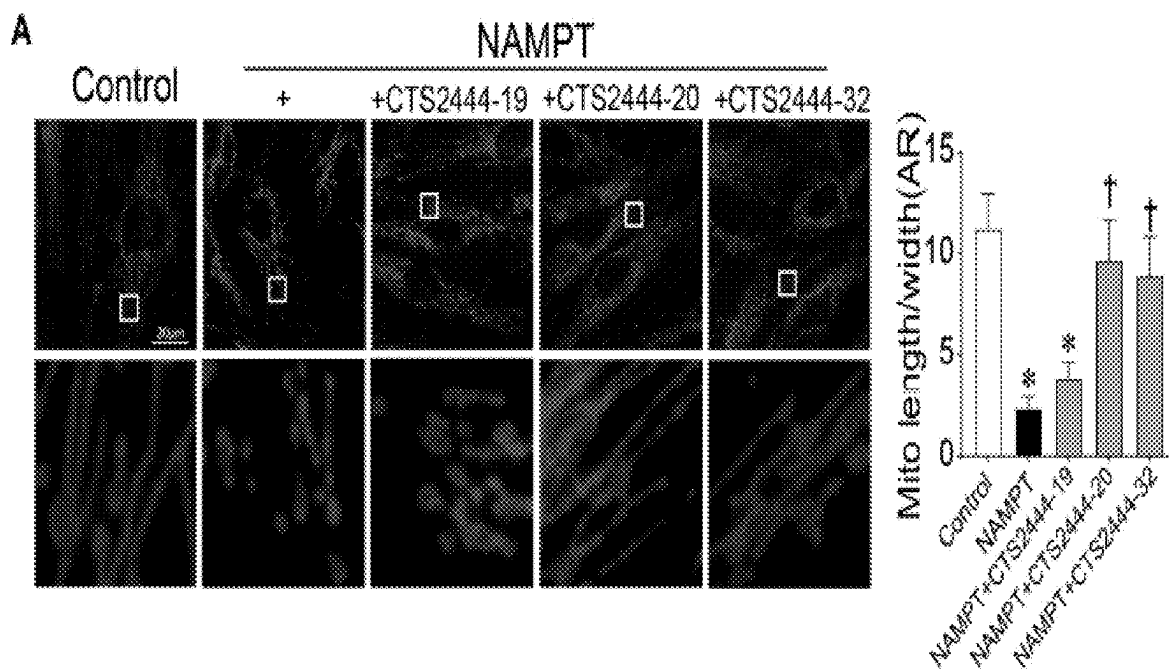 A
NAMPT
Control
+
+CTS2444-19
+CTS2444-20
+CTS2444-32
20μm
Mito length/width(AR)
15
10
5
0
*
*
†
†
Control
NAMPT
NAMPT+CTS2444-19
NAMPT+CTS2444-20
NAMPT+CTS2444-32